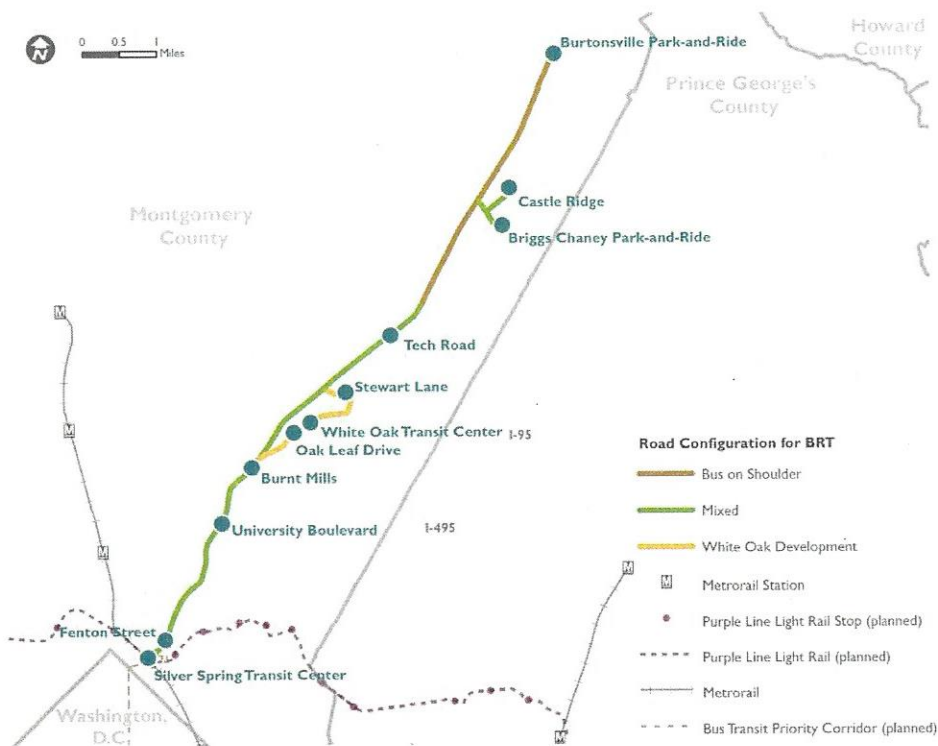 N
0 0.5 1
Miles
Burtonsville Park-and-Ride
Howard
County
Prince George's
County
Castle Ridge
Briggs Chaney Park-and-Ride
Montgomery
County
M
Tech Road
Stewart Lane
White Oak Transit Center
I-95
Oak Leaf Drive
M
Burnt Mills
University Boulevard
I-495
M
Fenton Street
Silver Spring Transit Center
Washington,
D.C.
M
M
Road Configuration for BRT
Bus on Shoulder
Mixed
White Oak Development
M Metrorail Station
Purple Line Light Rail Stop (planned)
Purple Line Light Rail (planned)
Metrorail
Bus Transit Priority Corridor (planned)